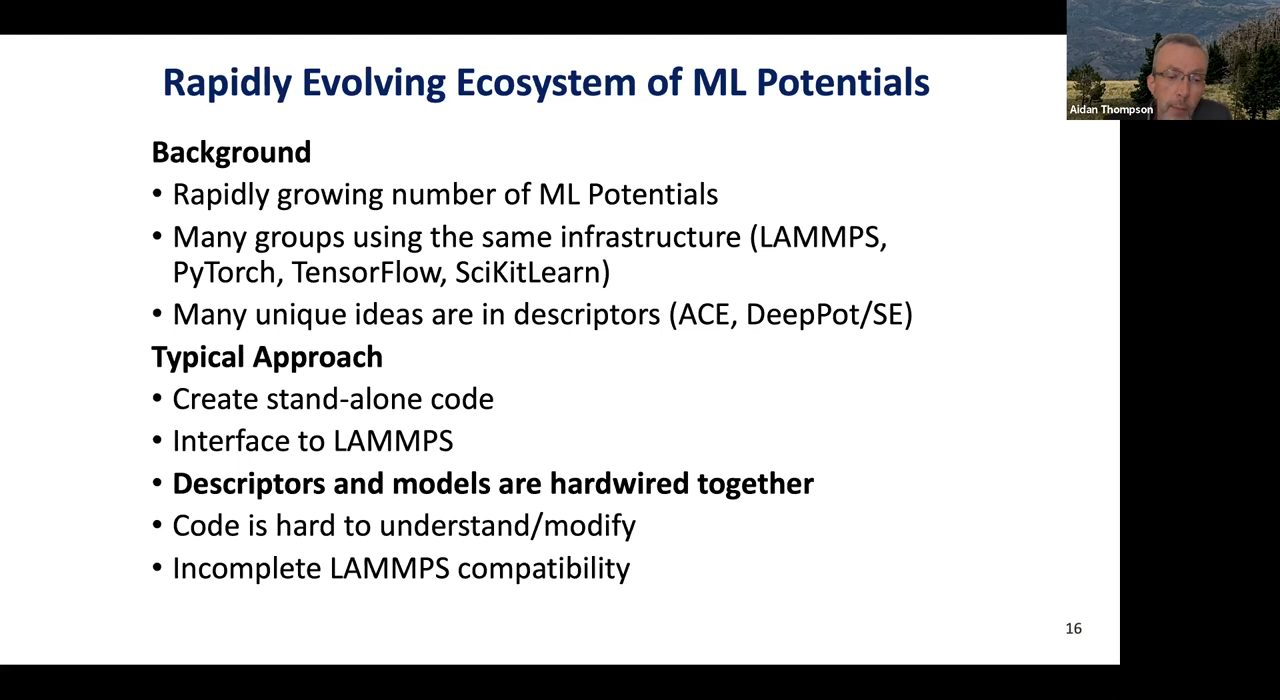 Rapidly Evolving Ecosystem of ML Potentials
Aidan Thompson
Background
• Rapidly growing number of ML Potentials
• Many groups using the same infrastructure (LAMMPS,
PyTorch, TensorFlow, SciKitLearn)
• Many unique ideas are in descriptors (ACE, DeepPot/SE)
Typical Approach
• Create stand-alone code
• Interface to LAMMPS
• Descriptors and models are hardwired together
• Code is hard to understand/modify
• Incomplete LAMMPS compatibility
16